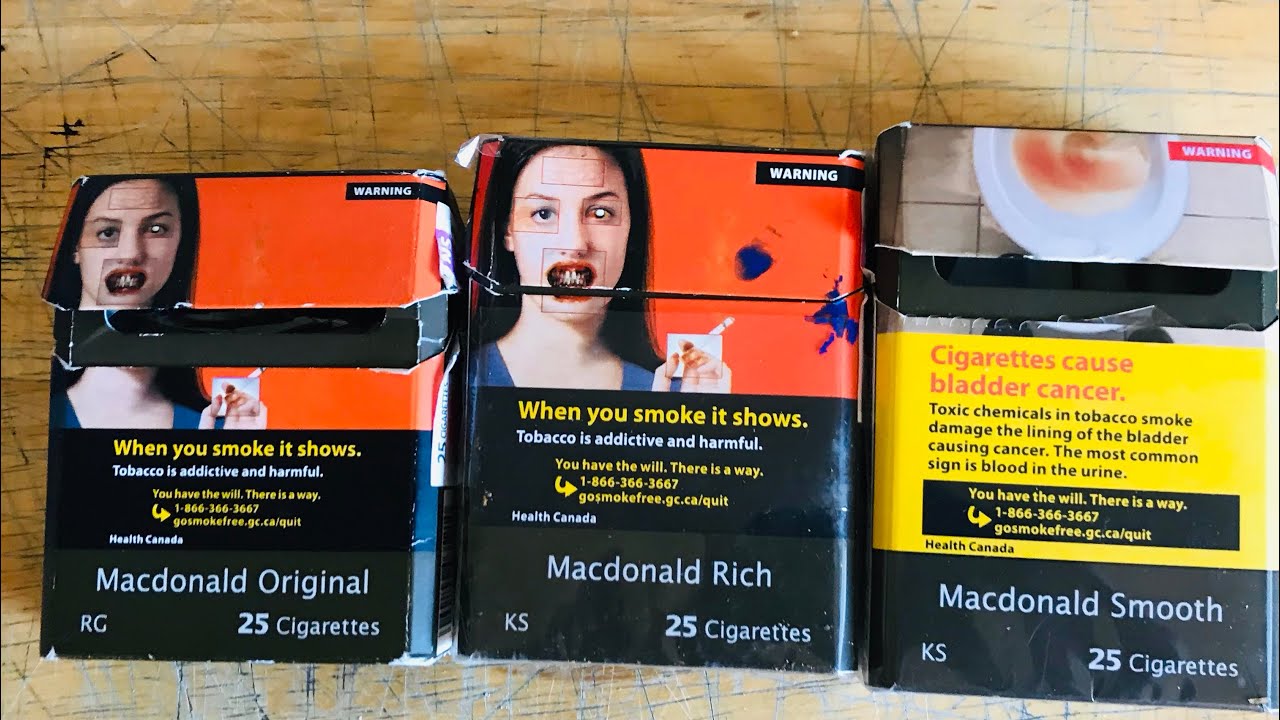 WARNING
When you smoke it shows.
Tobacco is addictive and harmful.
You have the will. There is a way.
1-866-366-3667
gosmokefree.gc.ca/quit
Health Canada
Macdonald Original
RG
25 Cigarettes
25 CIGARETTES
WARNING
When you smoke it shows.
Tobacco is addictive and harmful.
You have the will. There is a way.
1-866-366-3667
gosmokefree.gc.ca/quit
Health Canada
Macdonald Rich
KS
25 Cigarettes
WARNING
Cigarettes cause
bladder cancer.
Toxic chemicals in tobacco smoke
damage the lining of the bladder
causing cancer. The most common
sign is blood in the urine.
You have the will. There is a way.
1-866-366-3667
gosmokefree.gc.ca/quit
Health Canada
Macdonald Smooth
KS
25 Cigarettes